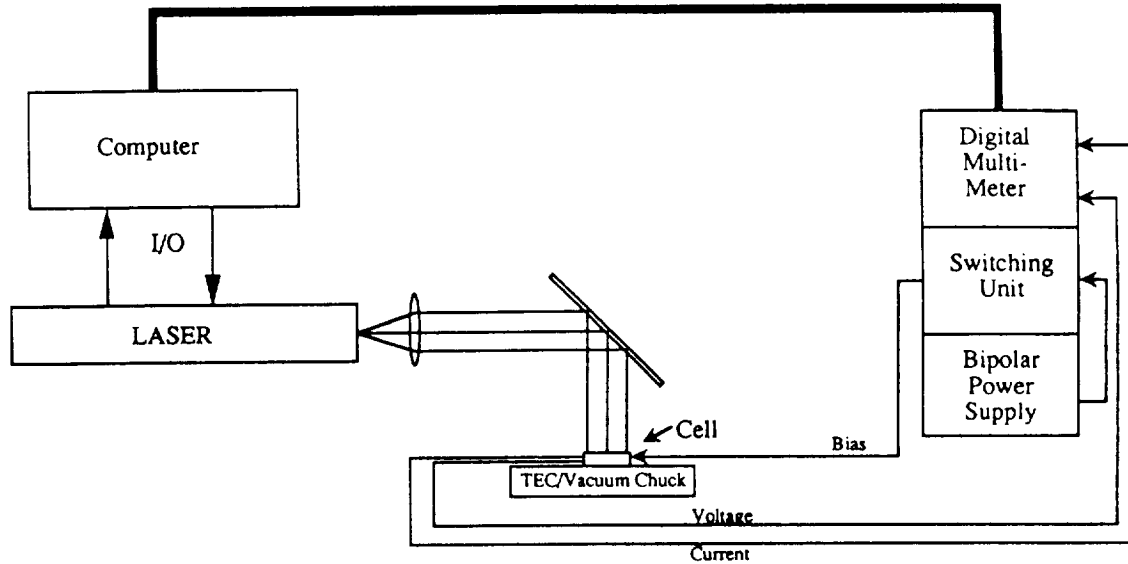 Computer
Digital
Multi-
Meter
I/O
Switching
Unit
LASER
Bipolar
Power
Supply
Cell
Bias
TEC/Vacuum Chuck
Voltage
Current